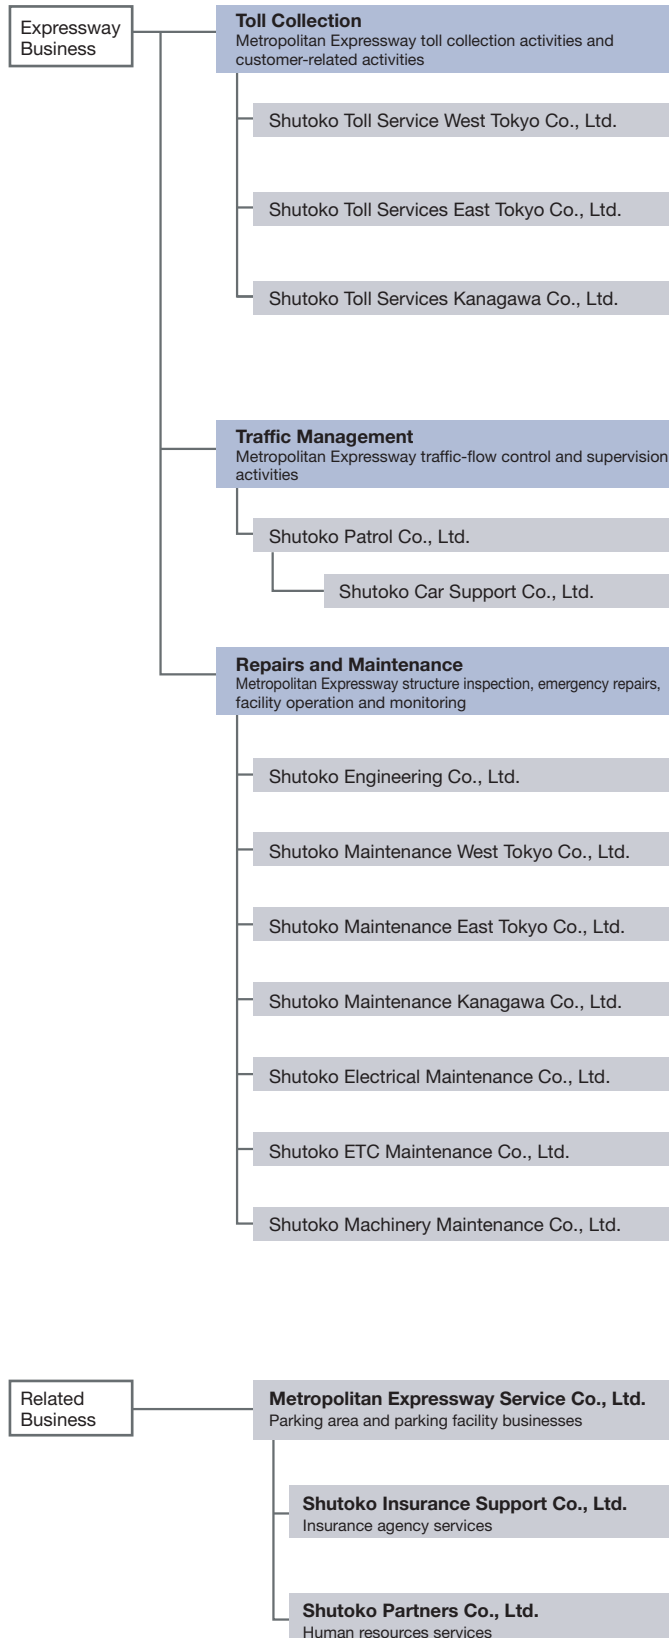 Expressway
Business
Toll Collection
Metropolitan Expressway toll collection activities and
customer-related activities
Shutoko Toll Service West Tokyo Co., Ltd.
Shutoko Toll Services East Tokyo Co., Ltd.
Shutoko Toll Services Kanagawa Co., Ltd.
Traffic Management
Metropolitan Expressway traffic-flow control and supervision
activities
Shutoko Patrol Co., Ltd.
Shutoko Car Support Co., Ltd.
Repairs and Maintenance
Metropolitan Expressway structure inspection, emergency repairs,
facility operation and monitoring
Shutoko Engineering Co., Ltd.
Shutoko Maintenance West Tokyo Co., Ltd.
Shutoko Maintenance East Tokyo Co., Ltd.
Shutoko Maintenance Kanagawa Co., Ltd.
Shutoko Electrical Maintenance Co., Ltd.
Shutoko ETC Maintenance Co., Ltd.
Shutoko Machinery Maintenance Co., Ltd.
Related
Business
Metropolitan Expressway Service Co., Ltd.
Parking area and parking facility businesses
Shutoko Insurance Support Co., Ltd.
Insurance agency services
Shutoko Partners Co., Ltd.
Human resources services